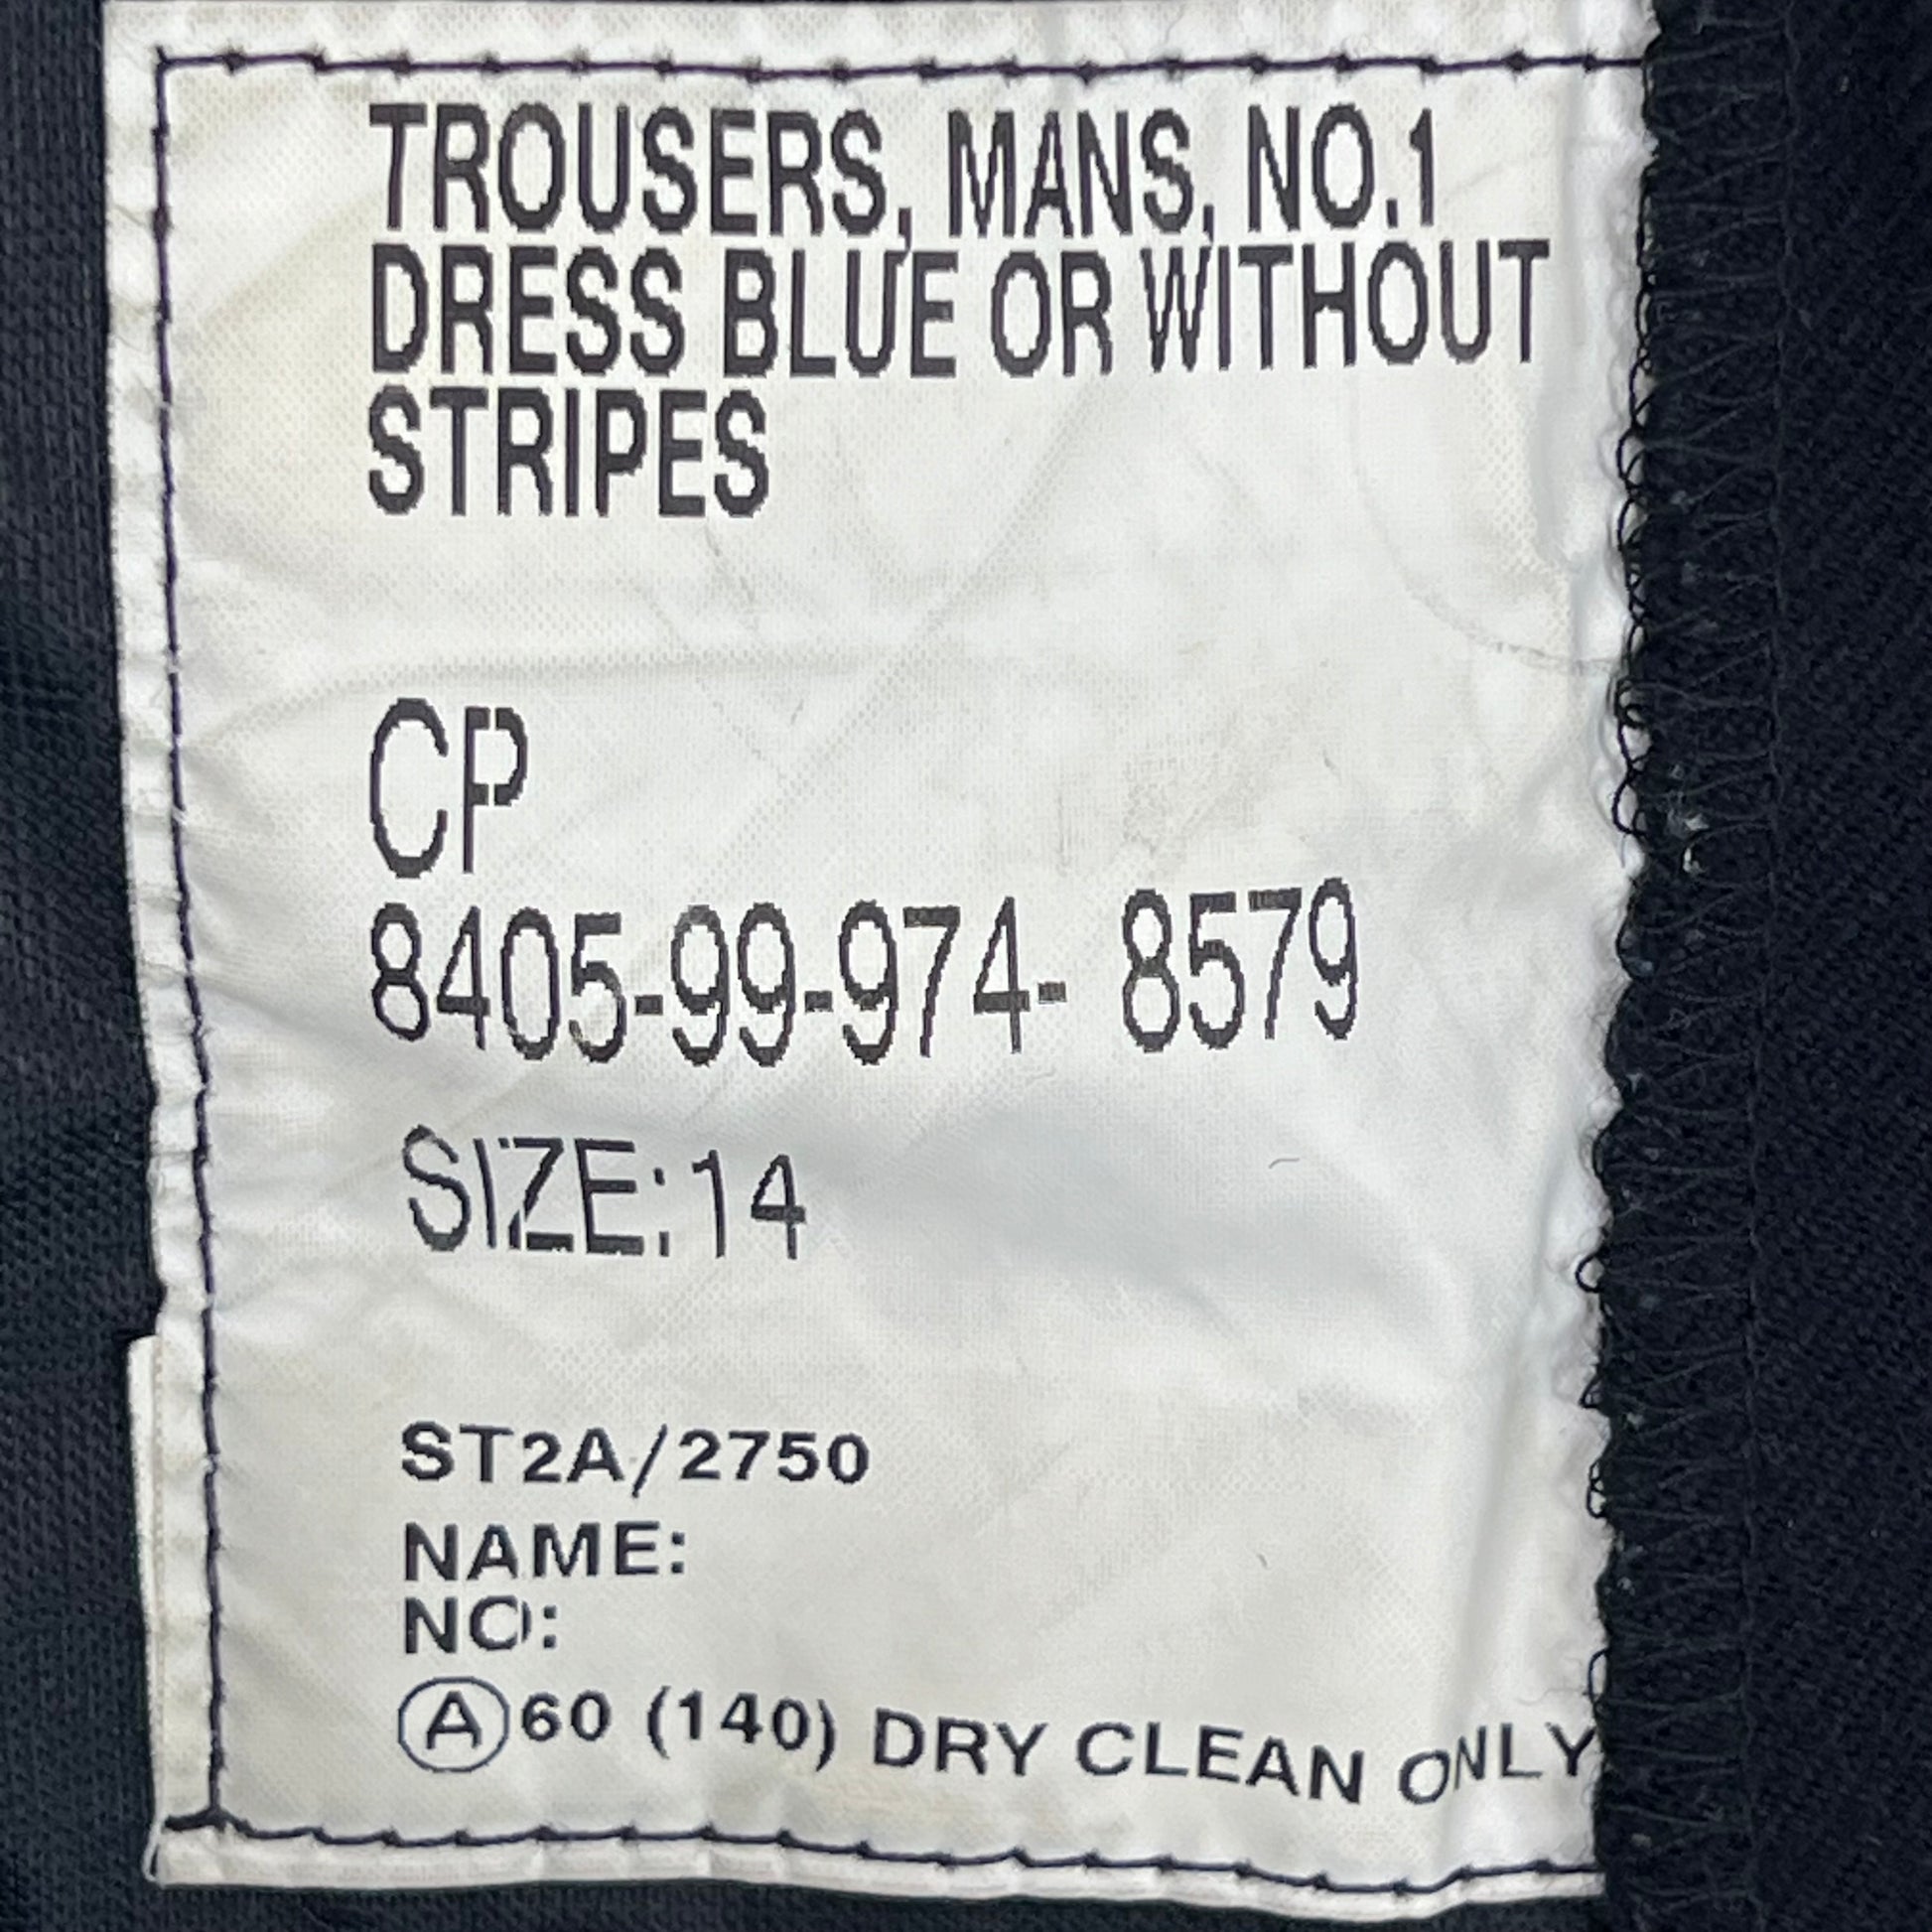 TROUSERS, MANS, NO.1
DRESS BLUE OR WITHOUT
STRIPES
CP
8405-99-974- 8579
SIZE:14
ST2A/2750
NAME:
NO:
Ⓐ60 (140) DRY CLEAN ONLY